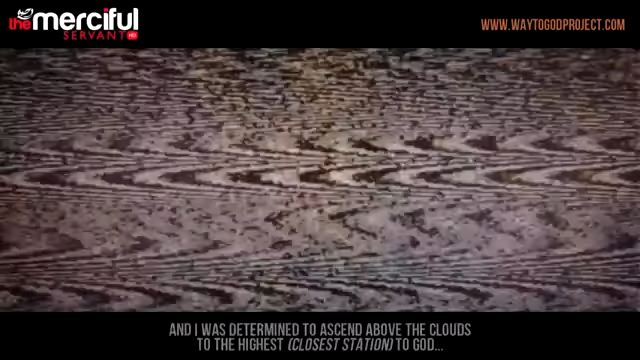 the merciful
SERVANT HD
WWW.WAYTOGODPROJECT.COM
AND I WAS DETERMINED TO ASCEND ABOVE THE CLOUDS
TO THE HIGHEST (CLOSEST STATION) TO GOD...